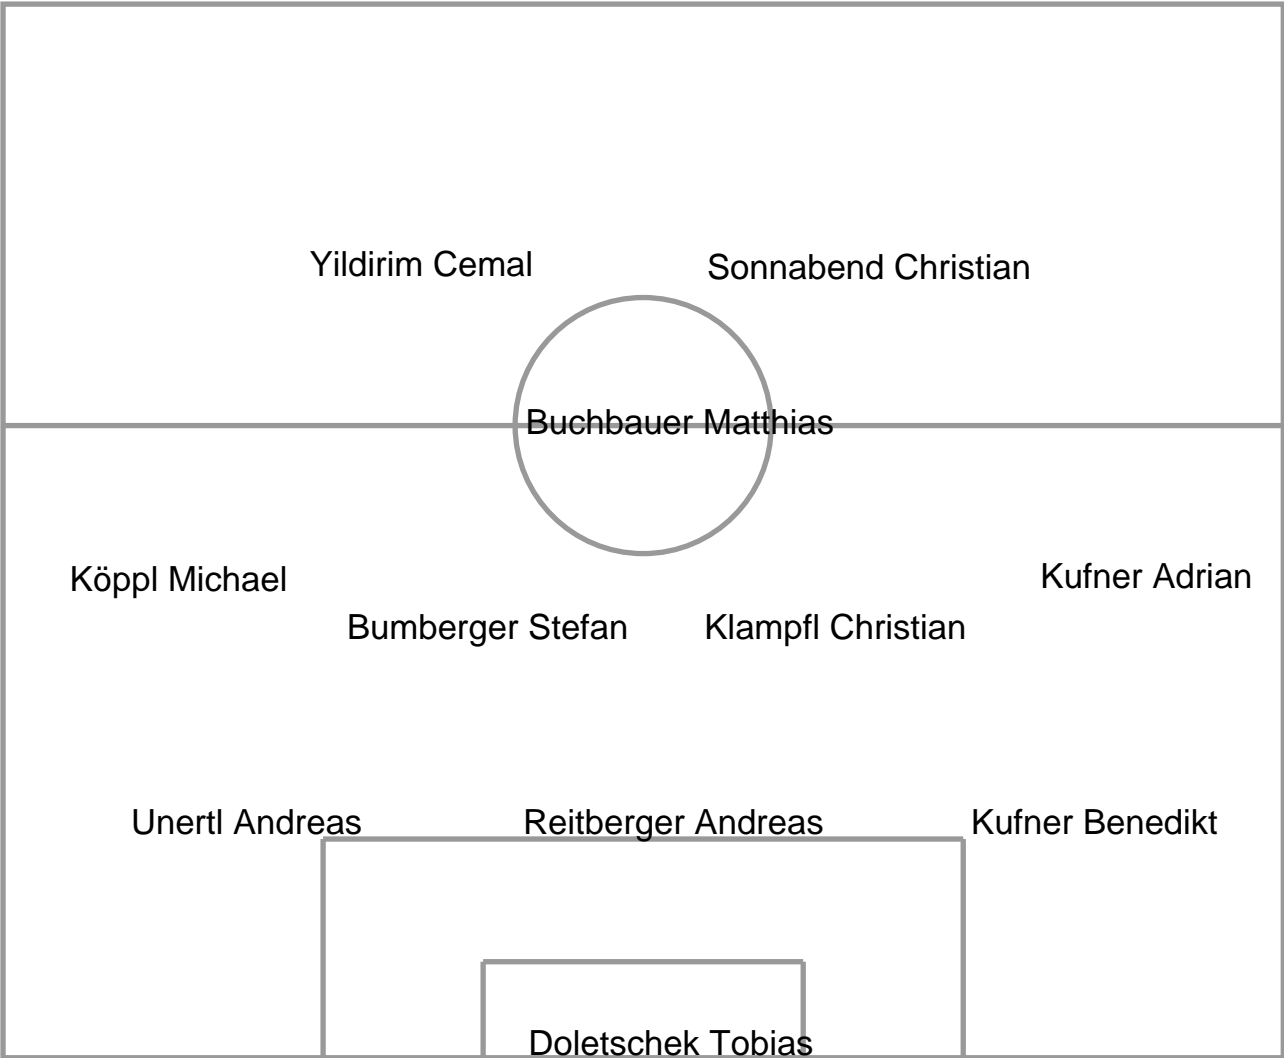 Yildirim Cemal
Sonnabend Christian
Buchbauer Matthias
Köppl Michael
Kufner Adrian
Bumberger Stefan
Klampfl Christian
Unertl Andreas
Reitberger Andreas
Kufner Benedikt
Doletschek Tobias